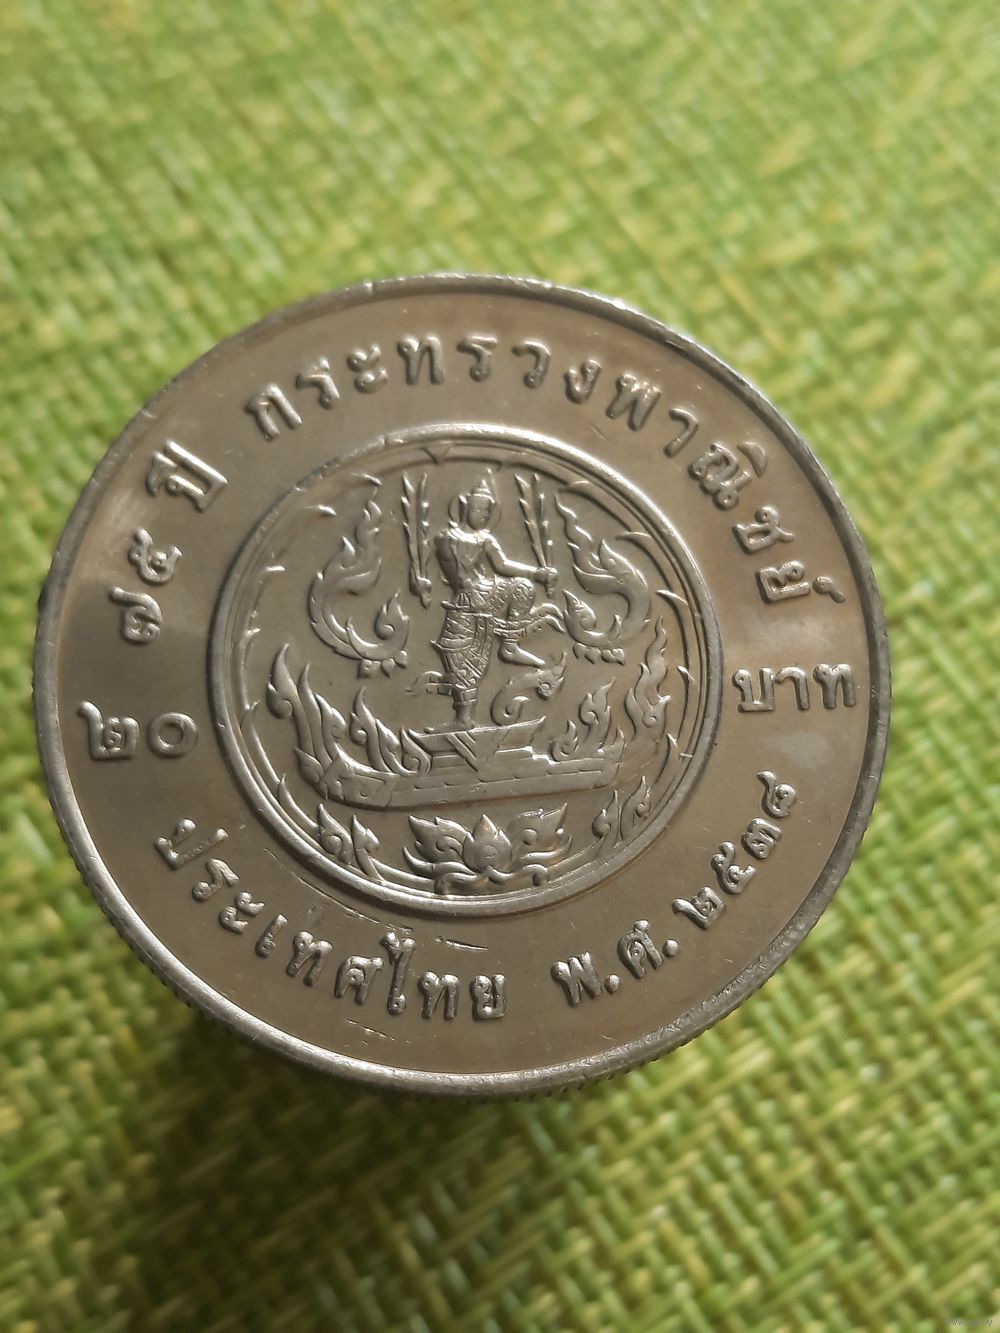 ๗๕ ปี กระทรวงพาณิชย์
๒๐ บาท
ประเทศไทย พ.ศ. ๒๕๓๘